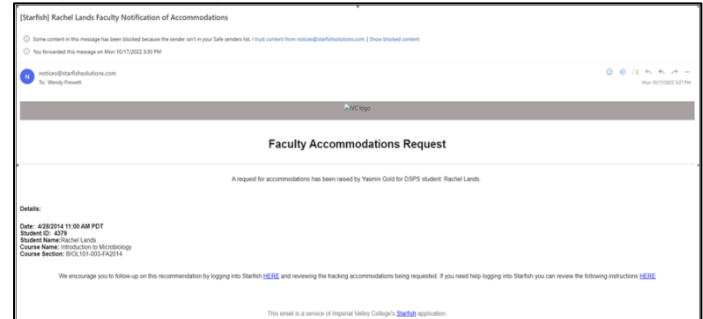 [Starfish] Rachel Lands Faculty Notification of Accommodations
Some content in this message has been blocked because the sender isn't in your Safe senders list. I trust content from notices@starfishsolutions.com. | Show blocked content
You forwarded this message on Mon 10/17/2022 3:30 PM
N
notices@starfishsolutions.com
To: Wendy Prewett
Mon 10/17/2022 3:27 PM
IVC logo
Faculty Accommodations Request
A request for accommodations has been raised by Yasmin Gold for DSPS student: Rachel Lands.
Details:
Date: 4/28/2014 11:00 AM PDT
Student ID: 4379
Student Name:Rachel Lands
Course Name: Introduction to Microbiology
Course Section: BIOL101-003-FA2014
We encourage you to follow-up on this recommendation by logging into Starfish HERE and reviewing the tracking accommodations being requested. If you need help logging into Starfish you can review the following instructions HERE
This email is a service of Imperial Valley College's Starfish application.